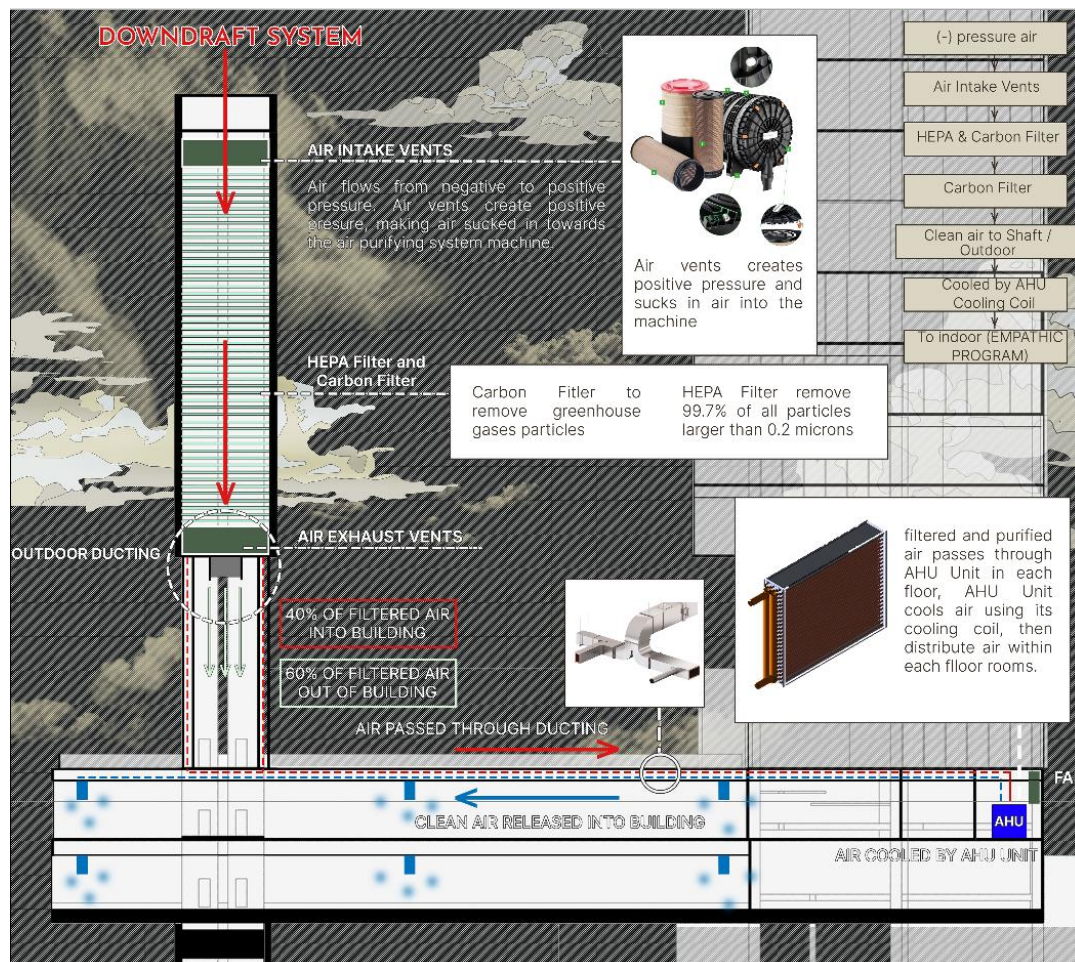 DOWNDRAFT SYSTEM
AIR INTAKE VENTS
Air flows from negative to positive
pressure. Air vents create positive
presure, making air sucked in towards
the air purifying system machine.
Air vents creates
positive pressure and
sucks in air into the
machine
(-) pressure air
Air Intake Vents
HEPA & Carbon Filter
Carbon Filter
Clean air to Shaft /
Outdoor
Cooled by AHU
Cooling Coil
To indoor (EMPATHIC
PROGRAM)
HEPA Filter and
Carbon Filter
Carbon Fitler to
remove greenhouse
gases particles
HEPA Filter remove
99.7% of all particles
larger than 0.2 microns
AIR EXHAUST VENTS
OUTDOOR DUCTING
40% OF FILTERED AIR
INTO BUILDING
60% OF FILTERED AIR
OUT OF BUILDING
filtered and purified
air passes through
AHU Unit in each
floor, AHU Unit
cools air using its
cooling coil, then
distribute air within
each flloor rooms.
AIR PASSED THROUGH DUCTING
FA
CLEAN AIR RELEASED INTO BUILDING
AHU
AIR COOLED BY AHU UNIT